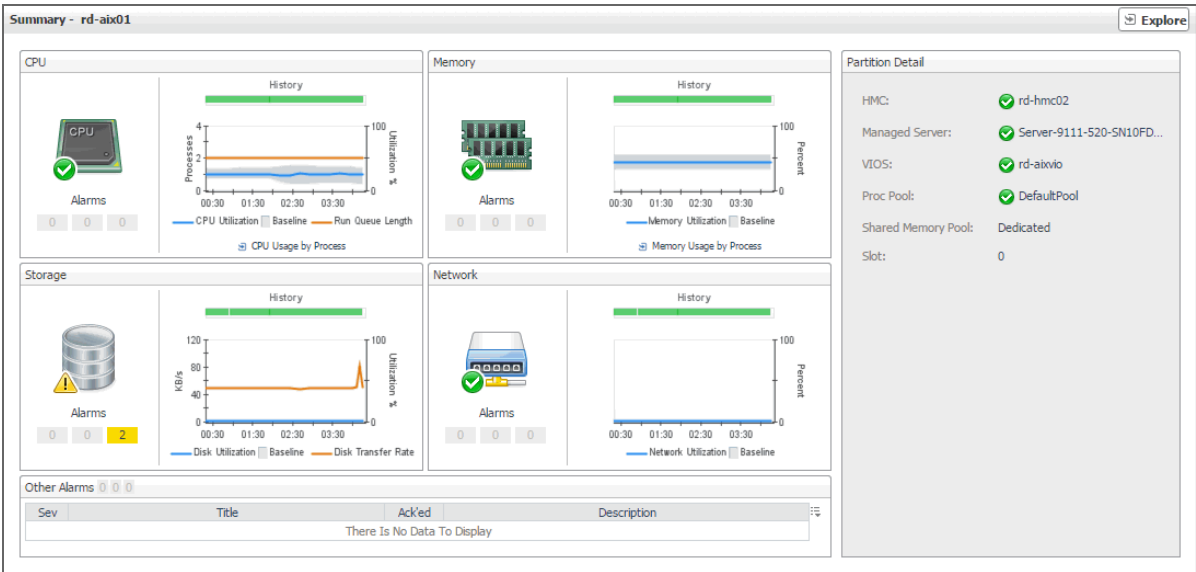 Summary - rd-aix01
Explore
CPU
CPU
Alarms
0 0 0
History
Processes
4
2
0
100
0
Utilization %
00:30 01:30 02:30 03:30
CPU Utilization Baseline Run Queue Length
CPU Usage by Process
Memory
Alarms
0 0 0
History
100
0
Percent
00:30 01:30 02:30 03:30
Memory Utilization Baseline
Memory Usage by Process
Storage
Alarms
0 0 2
History
KB/s
120
80
40
0
100
0
Utilization %
00:30 01:30 02:30 03:30
Disk Utilization Baseline Disk Transfer Rate
Network
Alarms
0 0 0
History
100
0
Percent
00:30 01:30 02:30 03:30
Network Utilization Baseline
Other Alarms 0 0 0
Sev Title Ack'ed Description
There Is No Data To Display
Partition Detail
HMC: rd-hmc02
Managed Server: Server-9111-520-SN10FD...
VIOS: rd-aixvio
Proc Pool: DefaultPool
Shared Memory Pool: Dedicated
Slot: 0